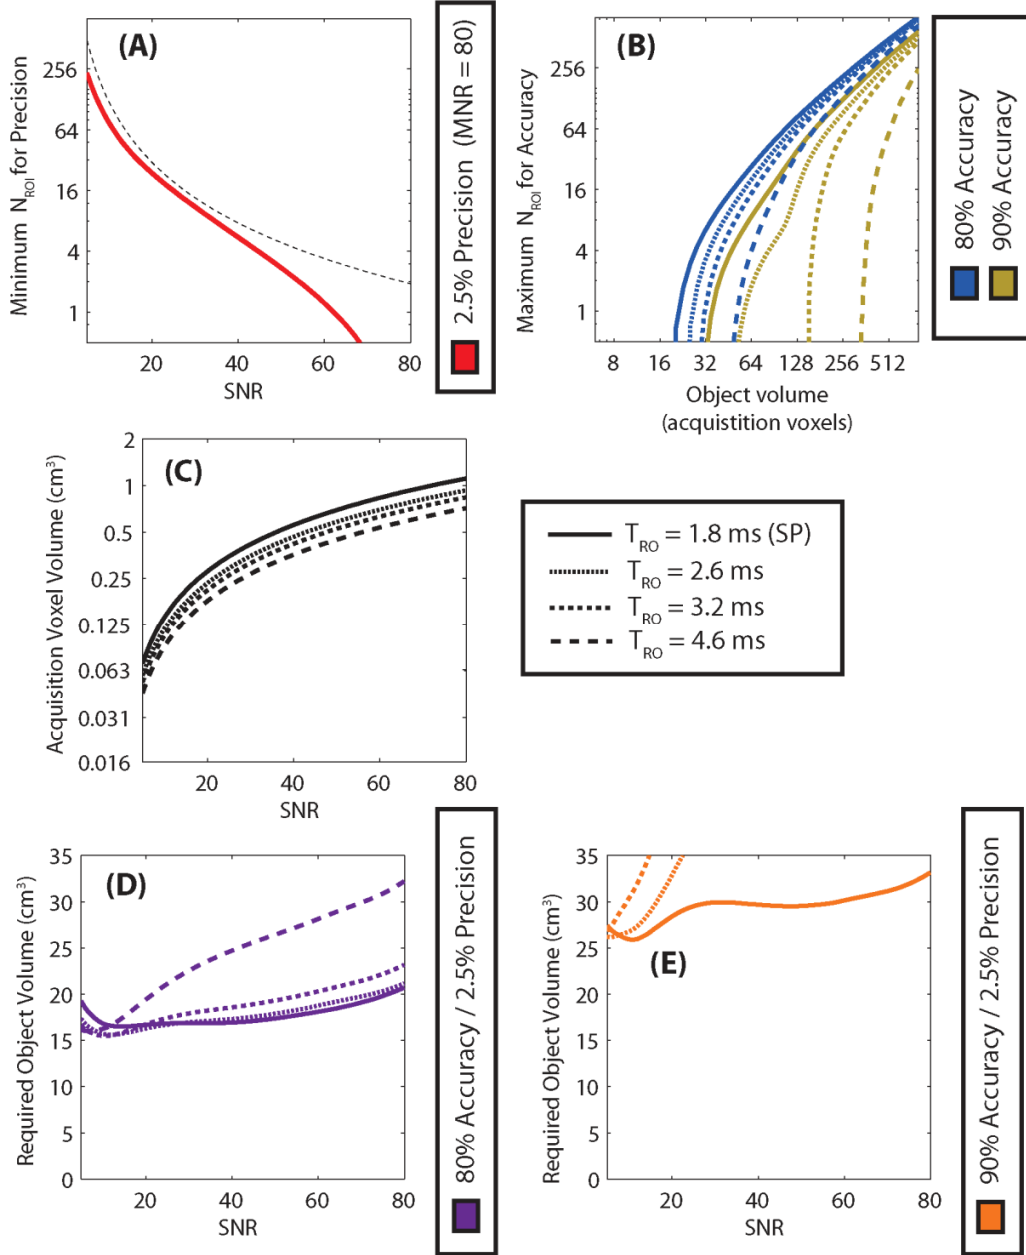 (A)
Minimum N_ROI for Precision
256
64
16
4
1
20
40
60
80
SNR
2.5% Precision (MNR = 80)
(B)
Maximum N_ROI for Accuracy
256
64
16
4
1
8
16
32
64
128
256
512
Object volume
(acquistition voxels)
80% Accuracy
90% Accuracy
(C)
Acquisition Voxel Volume (cm³)
2
1
0.5
0.25
0.125
0.063
0.031
0.016
20
40
60
80
SNR
T_RO = 1.8 ms (SP)
T_RO = 2.6 ms
T_RO = 3.2 ms
T_RO = 4.6 ms
(D)
Required Object Volume (cm³)
35
30
25
20
15
10
5
0
20
40
60
80
SNR
80% Accuracy / 2.5% Precision
(E)
Required Object Volume (cm³)
35
30
25
20
15
10
5
0
20
40
60
80
SNR
90% Accuracy / 2.5% Precision